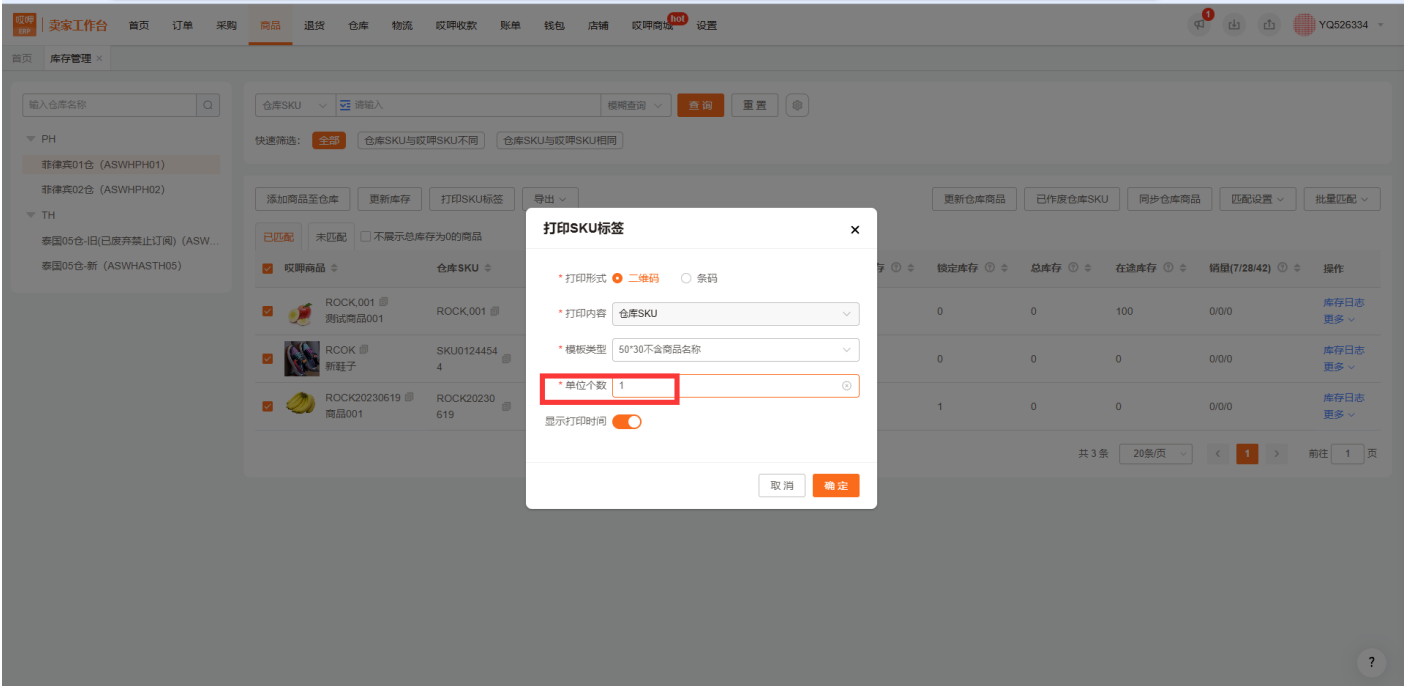 哎呷 ERP 卖家工作台 首页 订单 采购 商品 退货 仓库 物流 哎呷收款 账单 钱包 店铺 哎呷商城 hot 设置 1 YQ526334
首页 库存管理 ×
输入仓库名称 仓库SKU 请输入 模糊查询 查 询 重 置
PH 快速筛选: 全部 仓库SKU与哎呷SKU不同 仓库SKU与哎呷SKU相同
菲律宾01仓（ASWHPH01）
菲律宾02仓（ASWHPH02）
TH
泰国05仓-旧(已废弃禁止订阅)（ASW...
泰国05仓-新（ASWHASTH05）
添加商品至仓库 更新库存 打印SKU标签 导出 更新仓库商品 已作废仓库SKU 同步仓库商品 匹配设置 批量匹配
已匹配 未匹配 不展示总库存为0的商品
哎呷商品 仓库SKU 锁定库存 总库存 在途库存 销量(7/28/42) 操作
ROCK,001 测试商品001 ROCK,001 0 0 100 0/0/0 库存日志 更多
RCOK 新鞋子 SKU0124454 4 0 0 0 0/0/0 库存日志 更多
ROCK20230619 商品001 ROCK20230 619 1 0 0 0/0/0 库存日志 更多
共 3 条 20条/页 1 前往 1 页
打印SKU标签 ×
* 打印形式 二维码 条码
* 打印内容 仓库SKU
* 模板类型 50*30不含商品名称
* 单位个数 1
显示打印时间
取 消 确 定
?